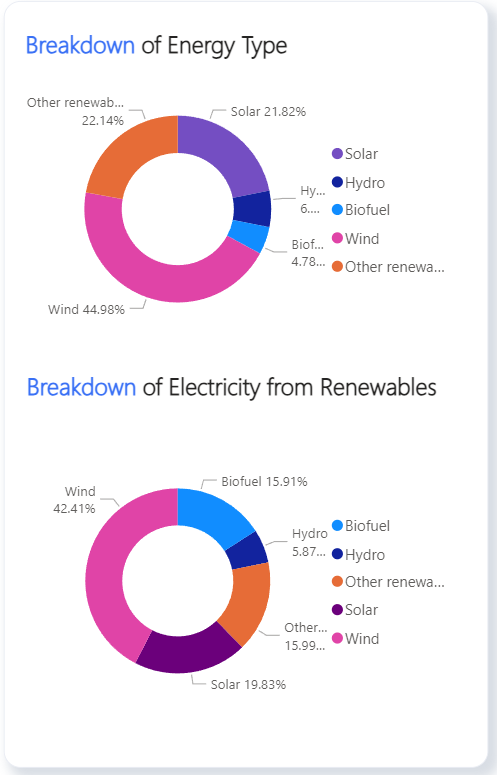 Breakdown of Energy Type
Other renewab...
22.14%
Solar 21.82%
Hy...
6....
Biof...
4.78...
Wind 44.98%
Solar
Hydro
Biofuel
Wind
Other renewa...
Breakdown of Electricity from Renewables
Wind
42.41%
Biofuel 15.91%
Hydro
5.87...
Other...
15.99...
Solar 19.83%
Biofuel
Hydro
Other renewa...
Solar
Wind